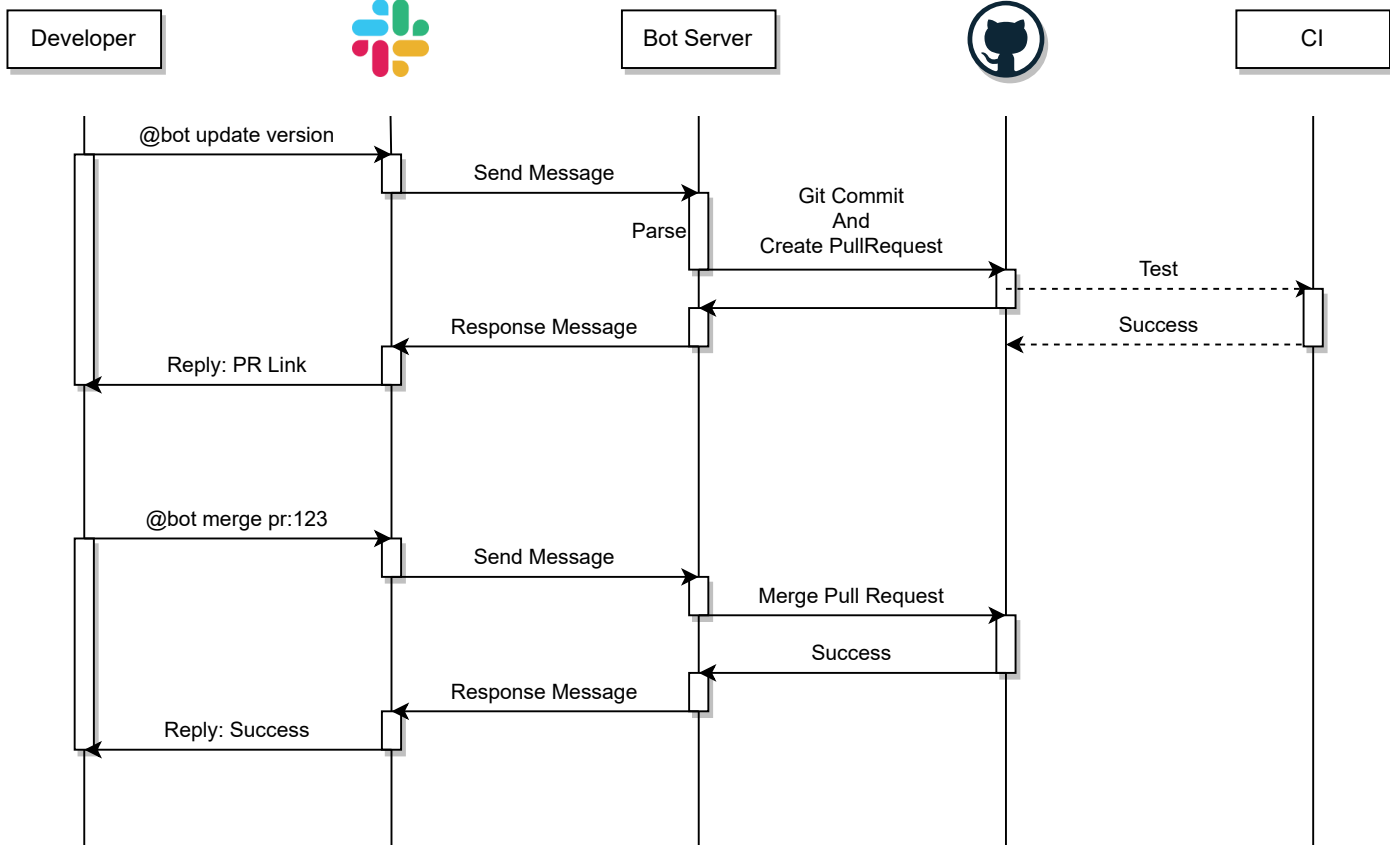 Developer
Bot Server
CI
@bot update version
Send Message
Git Commit
And
Create PullRequest
Parse
Test
Success
Response Message
Reply: PR Link
@bot merge pr:123
Send Message
Merge Pull Request
Success
Response Message
Reply: Success